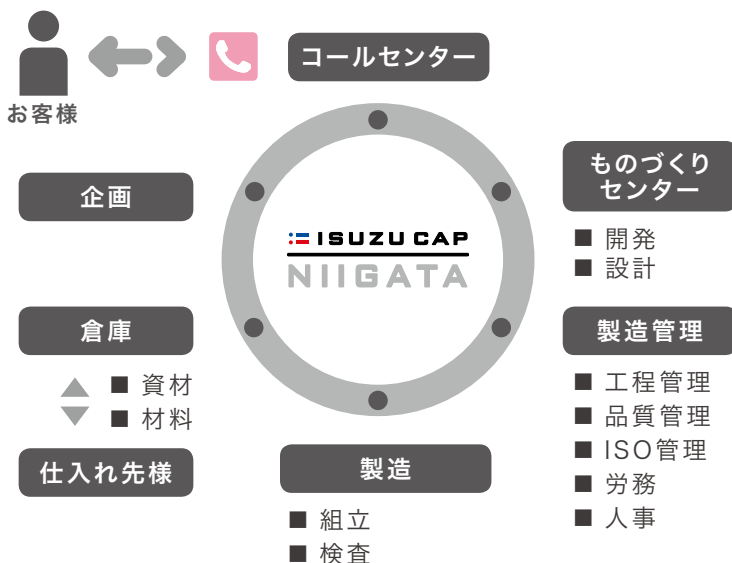 お客様
コールセンター
企画
倉庫
■ 資材
■ 材料
仕入れ先様
ISUZU CAP
NIIGATA
ものづくり
センター
■ 開発
■ 設計
製造管理
■ 工程管理
■ 品質管理
■ ISO管理
■ 労務
■ 人事
製造
■ 組立
■ 検査